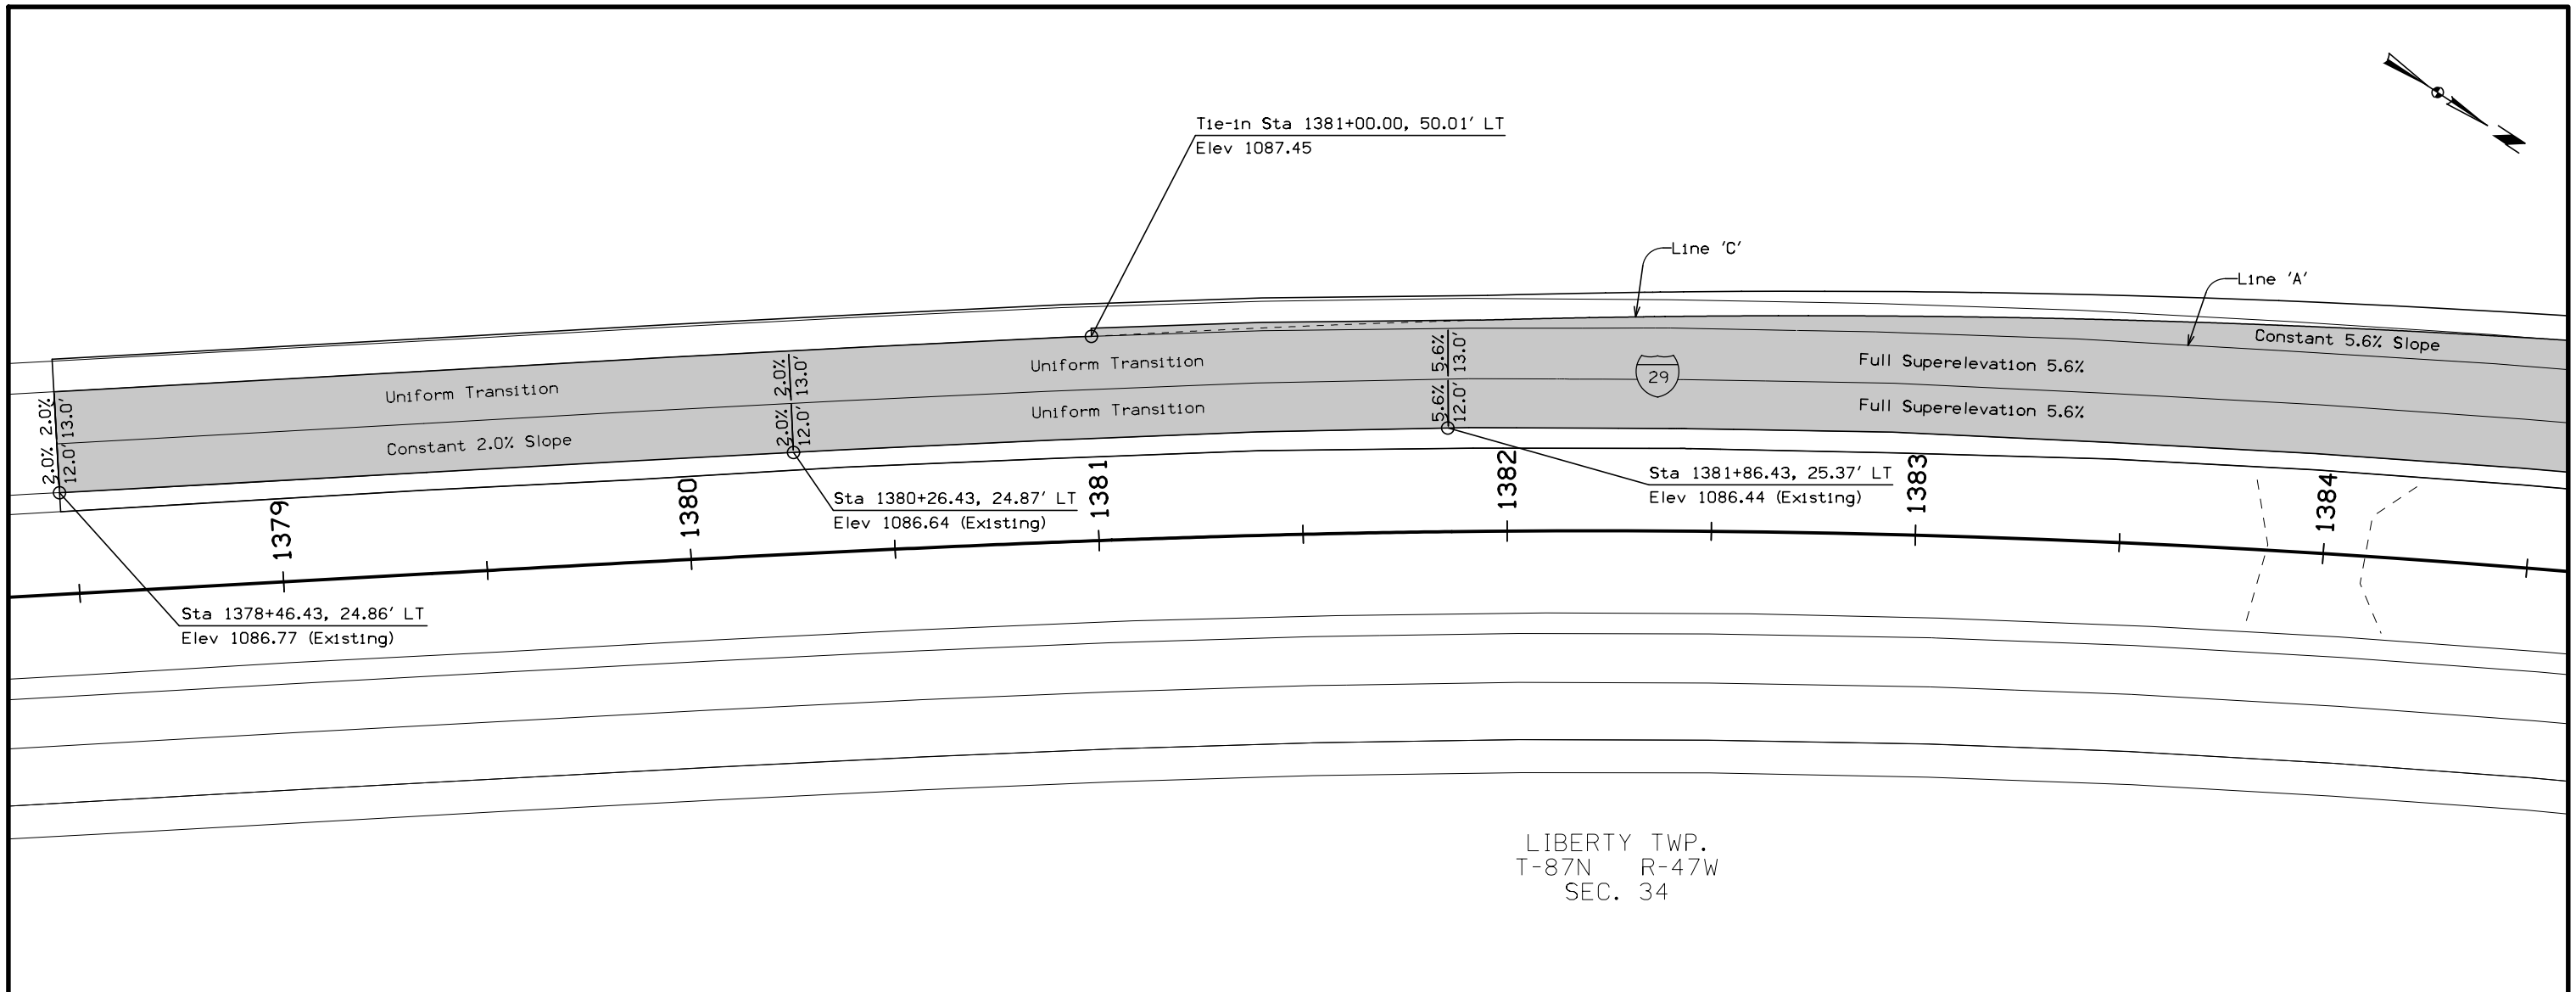 Tie-in Sta 1381+00.00, 50.01' LT
Elev 1087.45
N
Line 'C'
Line 'A'
Constant 5.6% Slope
Uniform Transition
Uniform Transition
Full Superelevation 5.6%
29
Constant 2.0% Slope
Uniform Transition
Full Superelevation 5.6%
2.0% 2.0%
12.0' 13.0'
2.0% 2.0%
12.0' 13.0'
5.6% 5.6%
12.0' 13.0'
1379
1380
1381
1382
1383
1384
Sta 1381+86.43, 25.37' LT
Elev 1086.44 (Existing)
Sta 1380+26.43, 24.87' LT
Elev 1086.64 (Existing)
Sta 1378+46.43, 24.86' LT
Elev 1086.77 (Existing)
LIBERTY TWP.
T-87N R-47W
SEC. 34